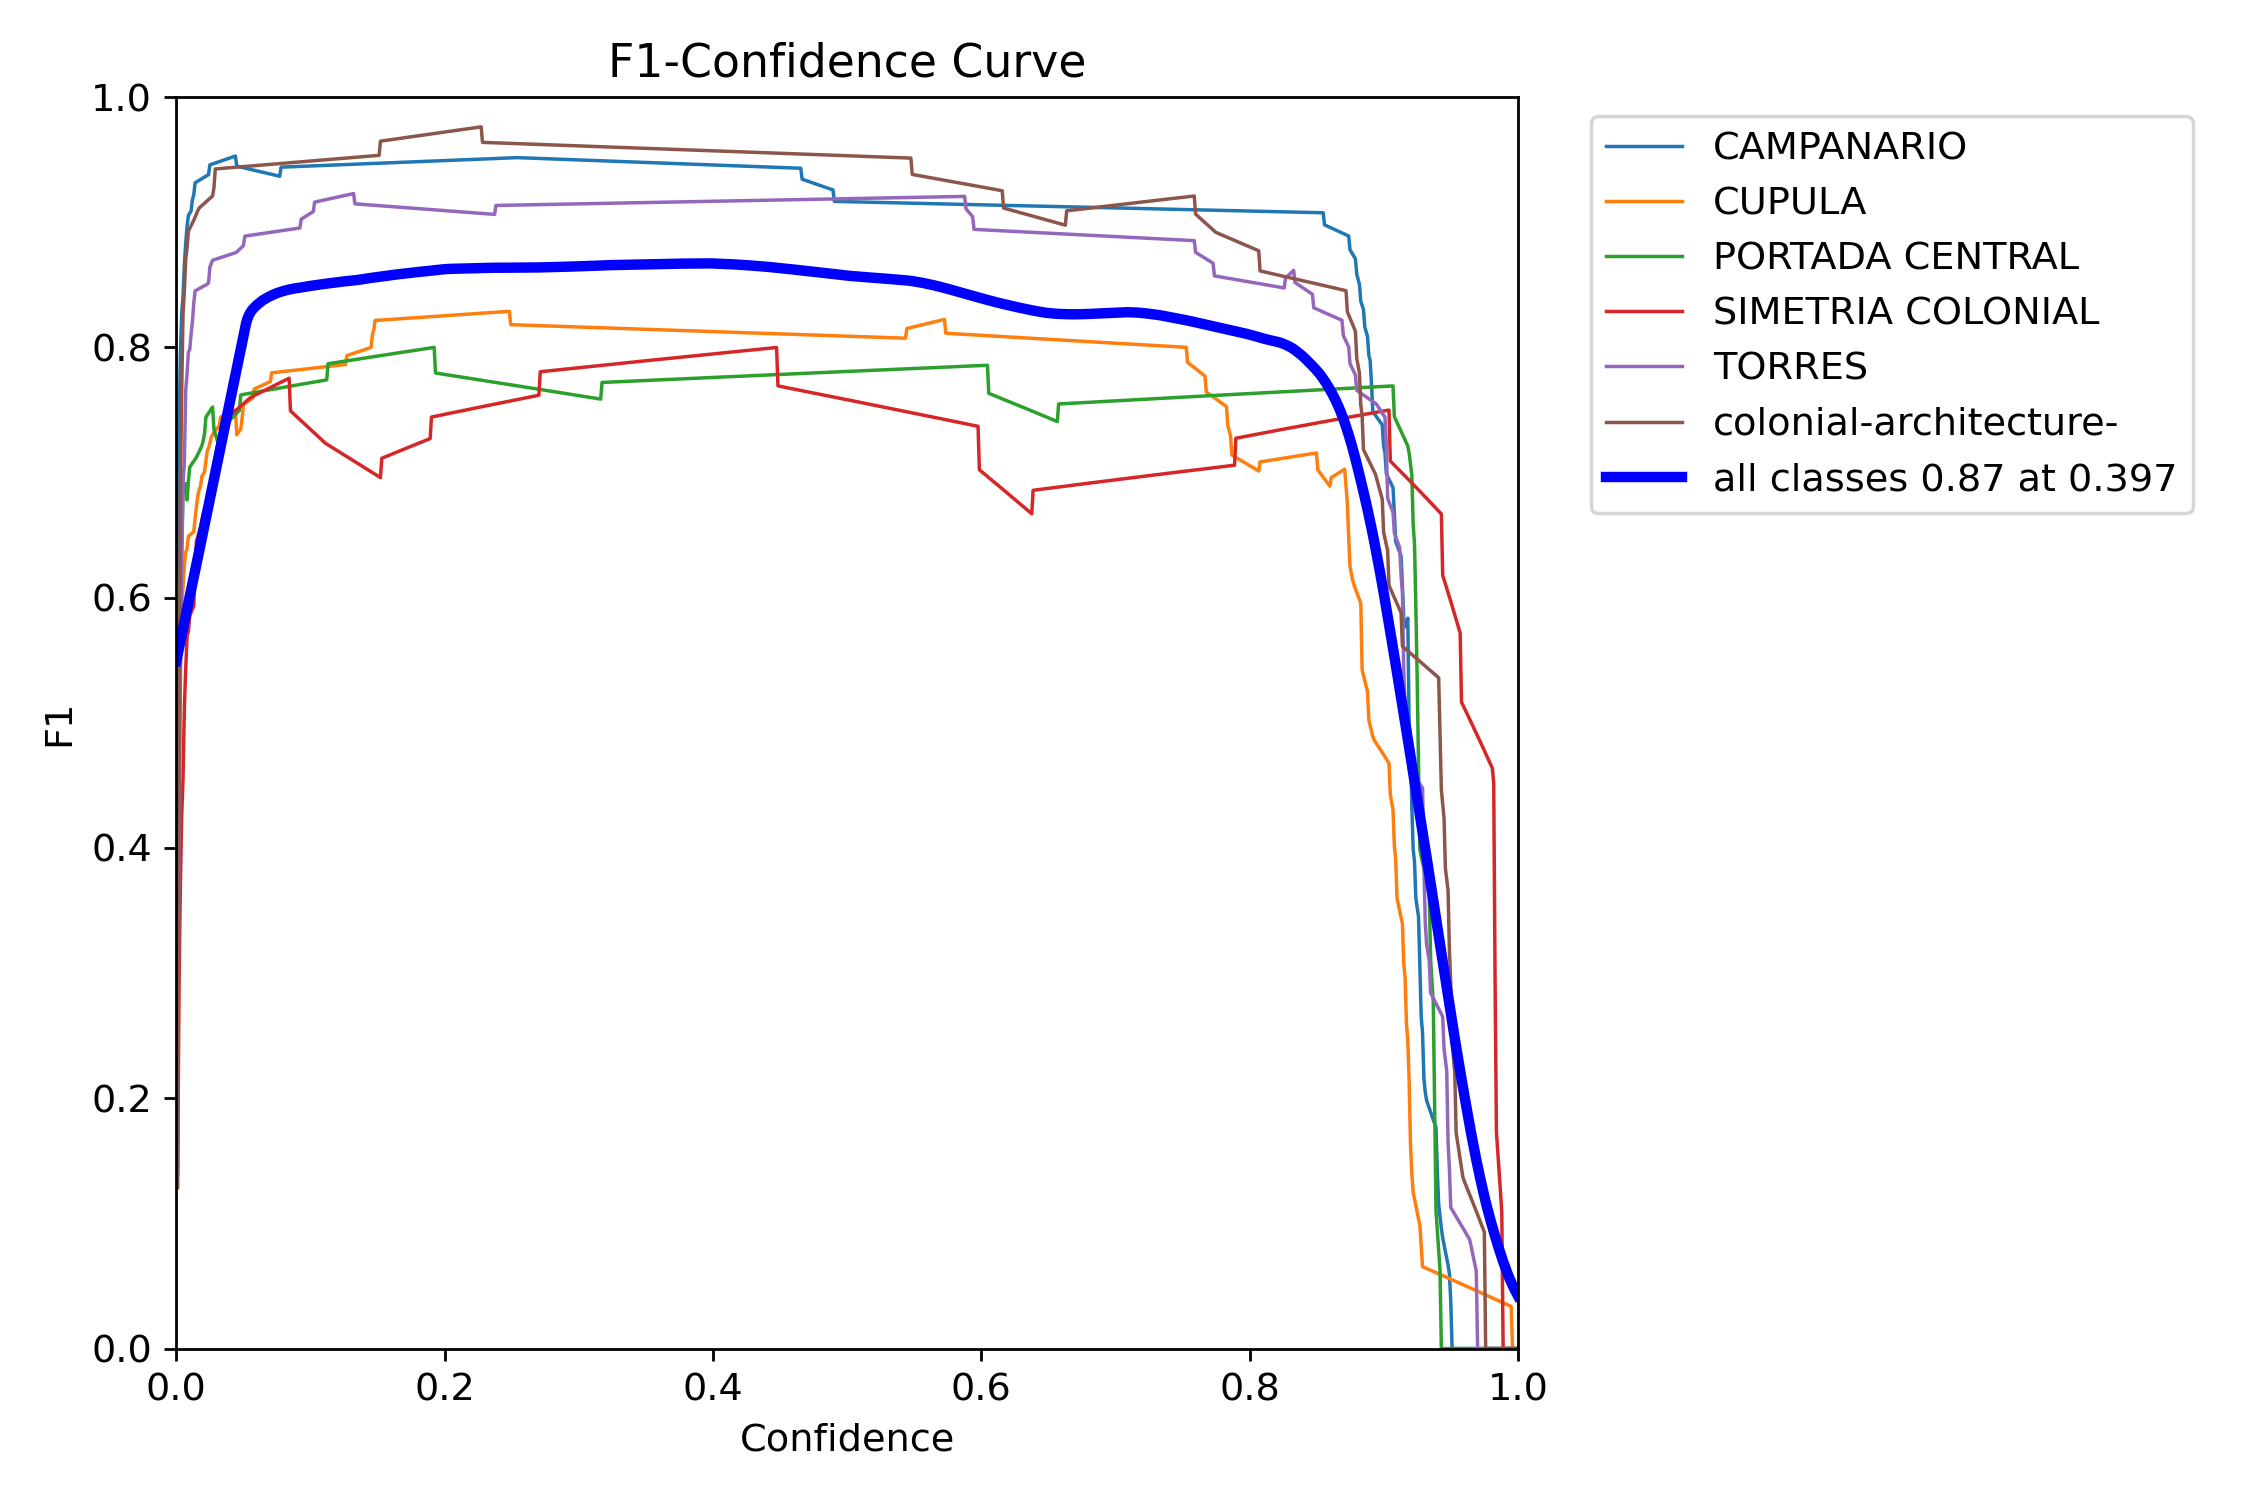 F1-Confidence Curve
1.0
0.8
0.6
0.4
0.2
0.0
F1
0.0 0.2 0.4 0.6 0.8 1.0
Confidence
CAMPANARIO
CUPULA
PORTADA CENTRAL
SIMETRIA COLONIAL
TORRES
colonial-architecture-
all classes 0.87 at 0.397